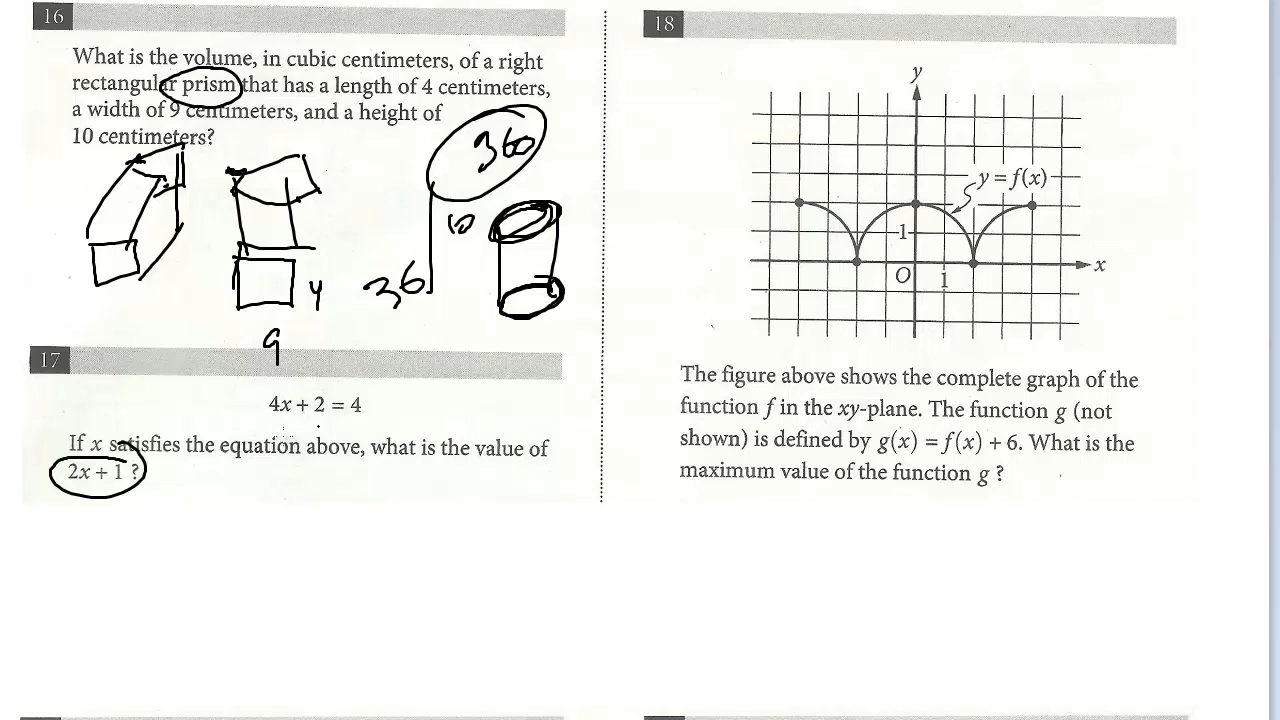 16
What is the volume, in cubic centimeters, of a right
rectangular prism that has a length of 4 centimeters,
a width of 9 centimeters, and a height of
10 centimeters?
360
10
36
4
9
17
4x + 2 = 4
If x satisfies the equation above, what is the value of
2x + 1 ?
18
y
y = f(x)
1
O
1
x
The figure above shows the complete graph of the
function f in the xy-plane. The function g (not
shown) is defined by g(x) = f(x) + 6. What is the
maximum value of the function g ?